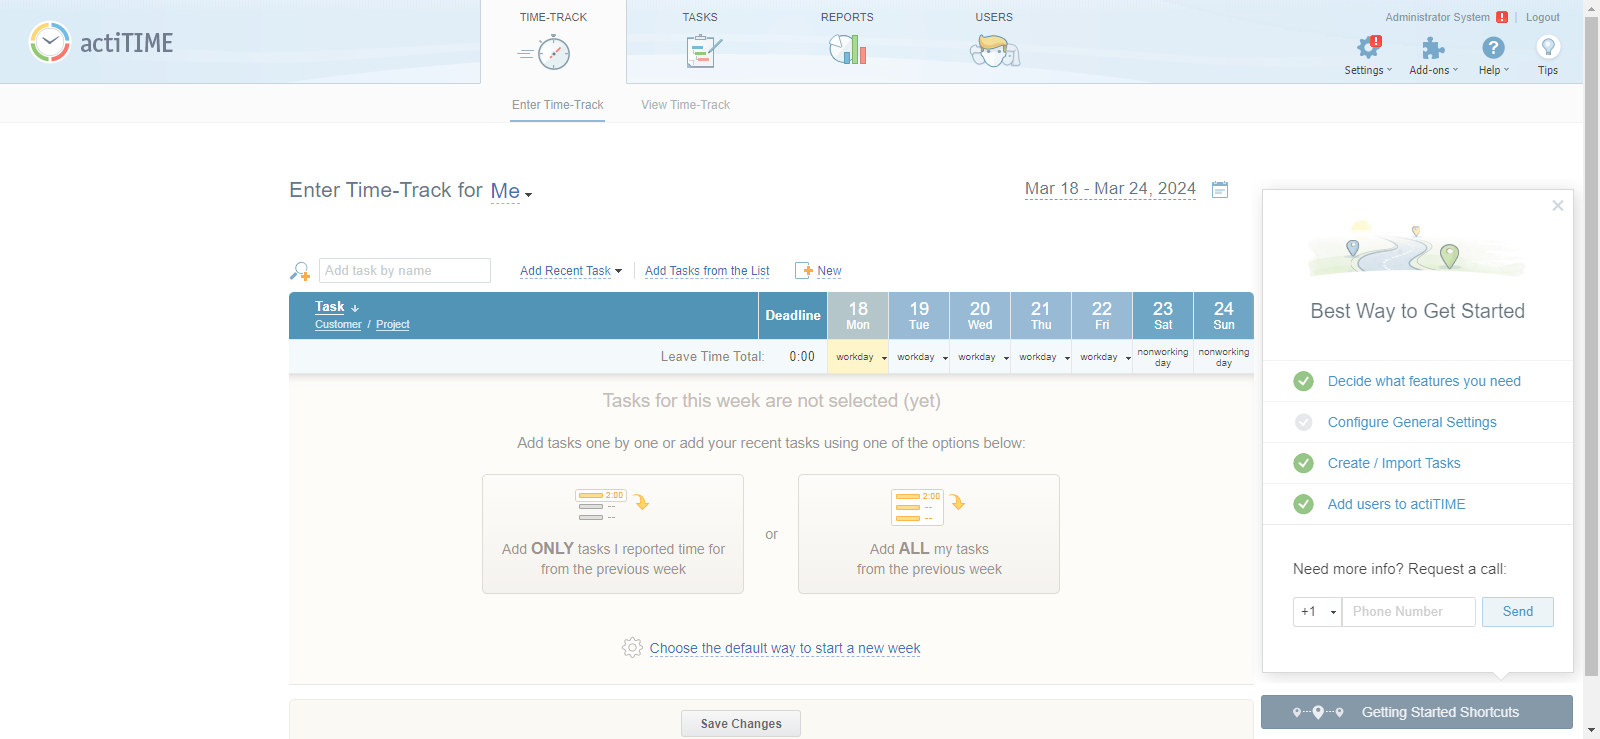 actiTIME
TIME-TRACK
TASKS
REPORTS
USERS
Administrator System
Logout
Settings
Add-ons
Help
Tips
Enter Time-Track
View Time-Track
Enter Time-Track for Me
Mar 18 - Mar 24, 2024
Add task by name
Add Recent Task
Add Tasks from the List
New
Task
Customer / Project
Deadline
18 Mon
19 Tue
20 Wed
21 Thu
22 Fri
23 Sat
24 Sun
Leave Time Total: 0:00
workday
workday
workday
workday
workday
nonworking day
nonworking day
Tasks for this week are not selected (yet)
Add tasks one by one or add your recent tasks using one of the options below:
2:00
Add ONLY tasks I reported time for
from the previous week
or
2:00
Add ALL my tasks
from the previous week
Choose the default way to start a new week
Save Changes
Best Way to Get Started
Decide what features you need
Configure General Settings
Create / Import Tasks
Add users to actiTIME
Need more info? Request a call:
+1
Phone Number
Send
Getting Started Shortcuts